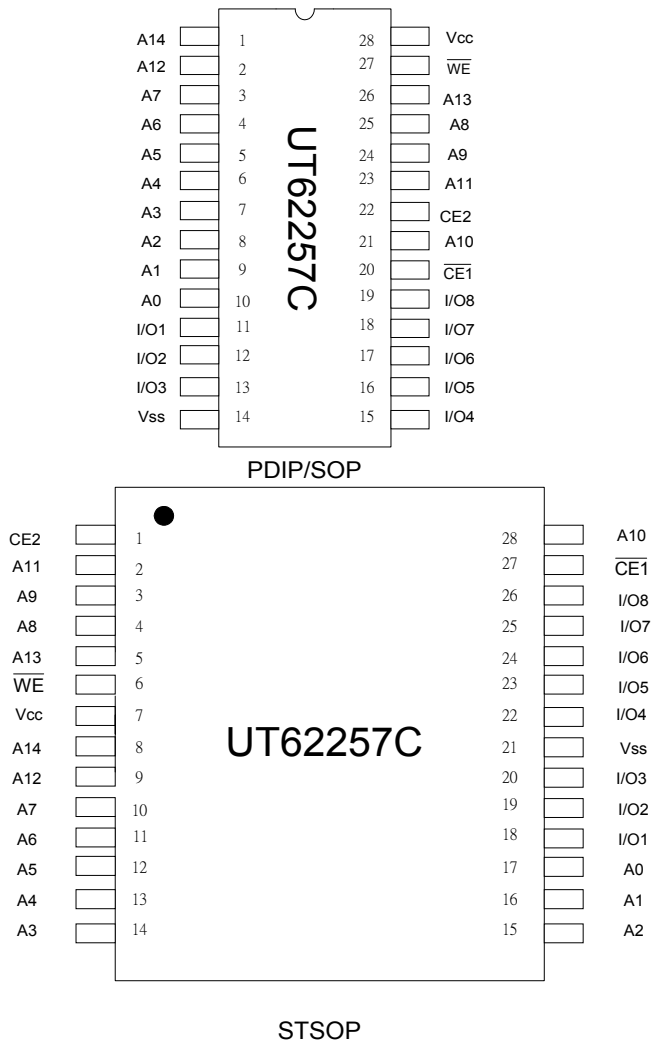 A14 1 28 Vcc
A12 2 27 W̅E̅
A7 3 26 A13
A6 4 25 A8
A5 5 24 A9
A4 6 23 A11
A3 7 22 CE2
A2 8 21 A10
A1 9 20 C̅E̅1̅
A0 10 19 I/O8
I/O1 11 18 I/O7
I/O2 12 17 I/O6
I/O3 13 16 I/O5
Vss 14 15 I/O4
UT62257C
PDIP/SOP
CE2 1 28 A10
A11 2 27 C̅E̅1̅
A9 3 26 I/O8
A8 4 25 I/O7
A13 5 24 I/O6
W̅E̅ 6 23 I/O5
Vcc 7 22 I/O4
A14 8 21 Vss
A12 9 20 I/O3
A7 10 19 I/O2
A6 11 18 I/O1
A5 12 17 A0
A4 13 16 A1
A3 14 15 A2
UT62257C
STSOP